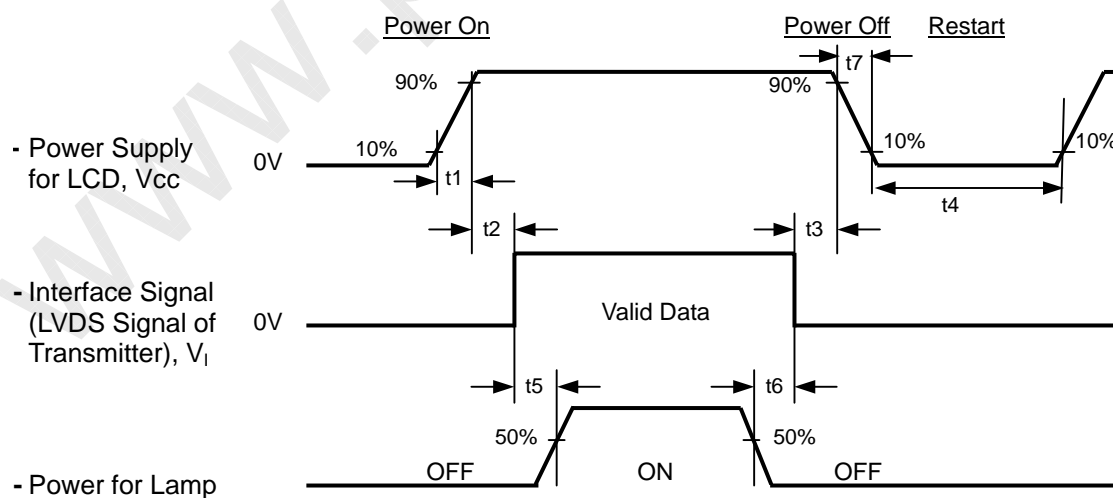 Power On
Power Off
Restart
t7
90%
90%
- Power Supply
for LCD, Vcc
0V
10%
10%
10%
t1
t4
t2
t3
- Interface Signal
(LVDS Signal of
Transmitter), VI
0V
Valid Data
t5
t6
50%
50%
- Power for Lamp
OFF
ON
OFF
www.